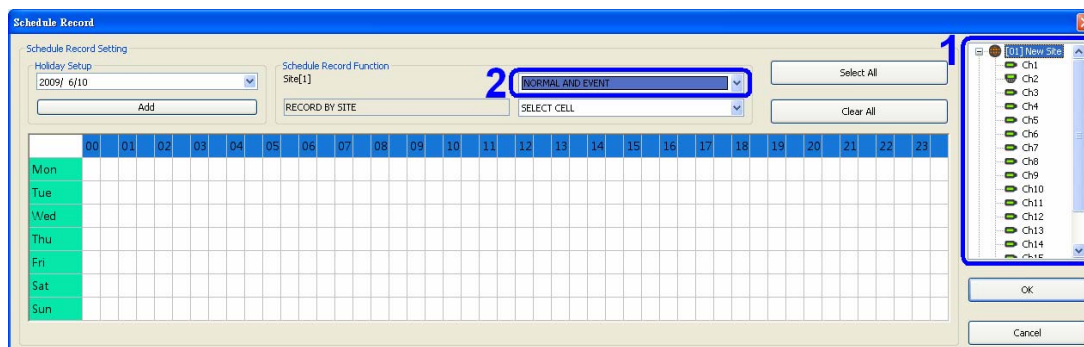 Schedule Record
Schedule Record Setting
Holiday Setup
2009/ 6/10
Add
Schedule Record Function
Site[1]
2
NORMAL AND EVENT
RECORD BY SITE
SELECT CELL
Select All
Clear All
00 01 02 03 04 05 06 07 08 09 10 11 12 13 14 15 16 17 18 19 20 21 22 23
Mon
Tue
Wed
Thu
Fri
Sat
Sun
1
[01] New Site
Ch1
Ch2
Ch3
Ch4
Ch5
Ch6
Ch7
Ch8
Ch9
Ch10
Ch11
Ch12
Ch13
Ch14
Ch15
OK
Cancel